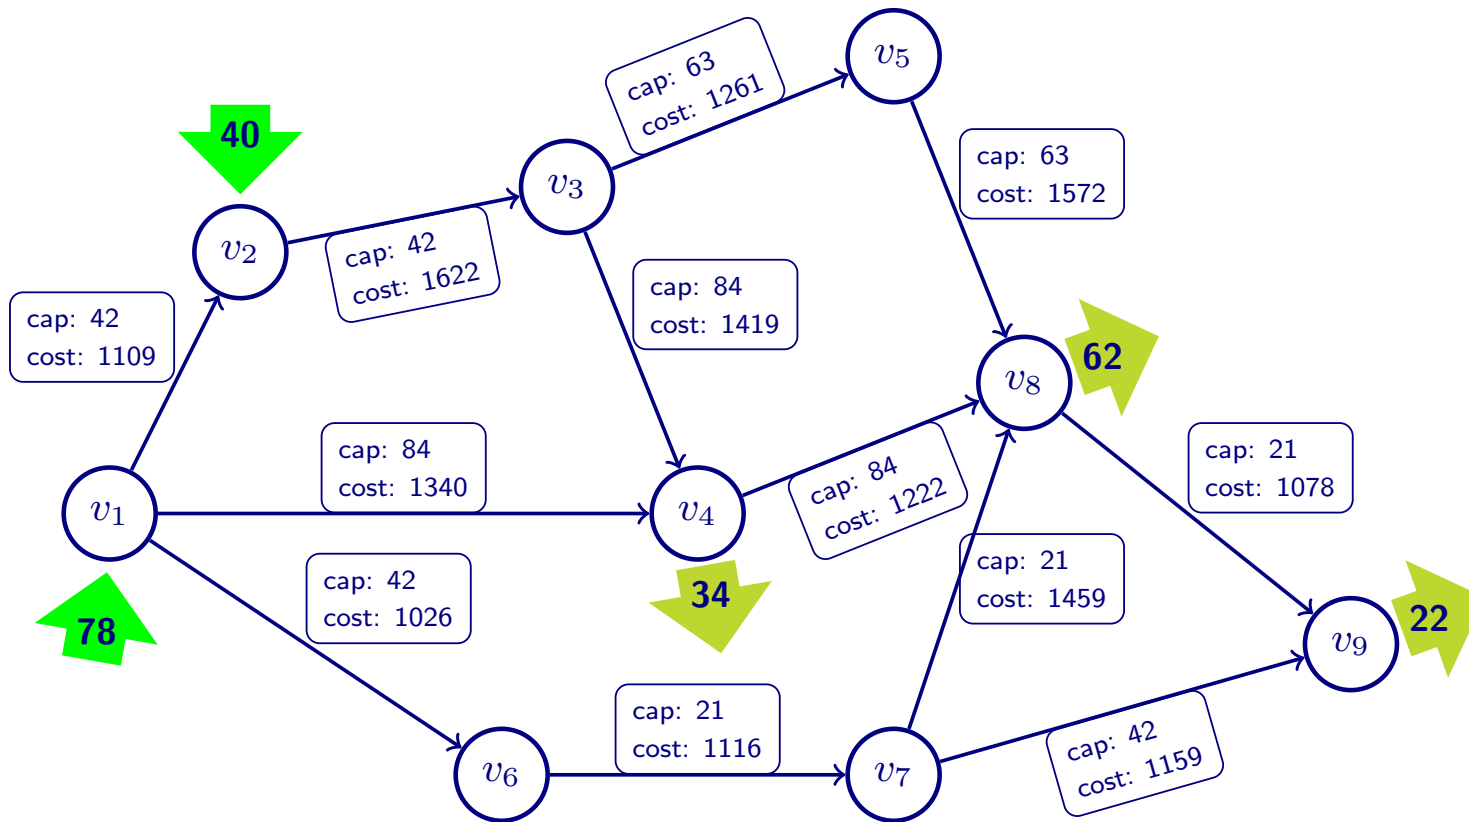 v5
cap: 63
cost: 1261
40
cap: 63
cost: 1572
v3
v2
cap: 42
cost: 1622
cap: 84
cost: 1419
cap: 42
cost: 1109
62
v8
cap: 84
cost: 1340
cap: 21
cost: 1078
cap: 84
cost: 1222
v1
v4
cap: 42
cost: 1026
cap: 21
cost: 1459
34
78
22
v9
cap: 21
cost: 1116
cap: 42
cost: 1159
v6
v7